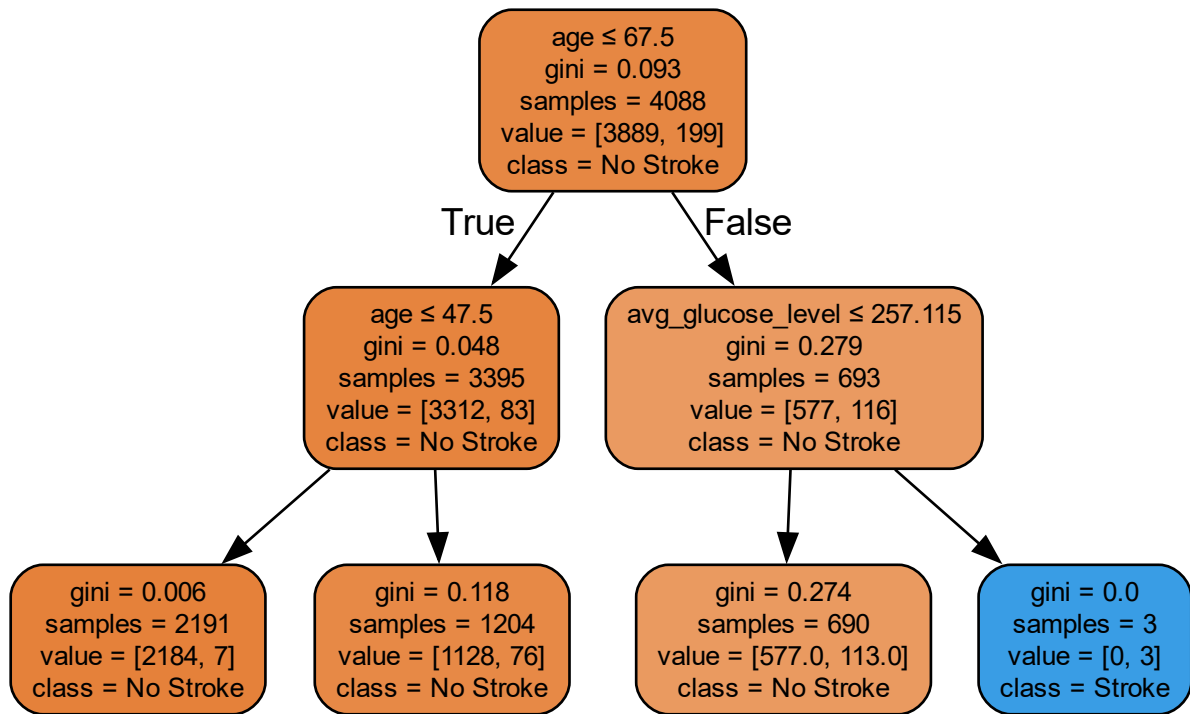 age ≤ 67.5
gini = 0.093
samples = 4088
value = [3889, 199]
class = No Stroke
True
False
age ≤ 47.5
gini = 0.048
samples = 3395
value = [3312, 83]
class = No Stroke
avg_glucose_level ≤ 257.115
gini = 0.279
samples = 693
value = [577, 116]
class = No Stroke
gini = 0.006
samples = 2191
value = [2184, 7]
class = No Stroke
gini = 0.118
samples = 1204
value = [1128, 76]
class = No Stroke
gini = 0.274
samples = 690
value = [577.0, 113.0]
class = No Stroke
gini = 0.0
samples = 3
value = [0, 3]
class = Stroke